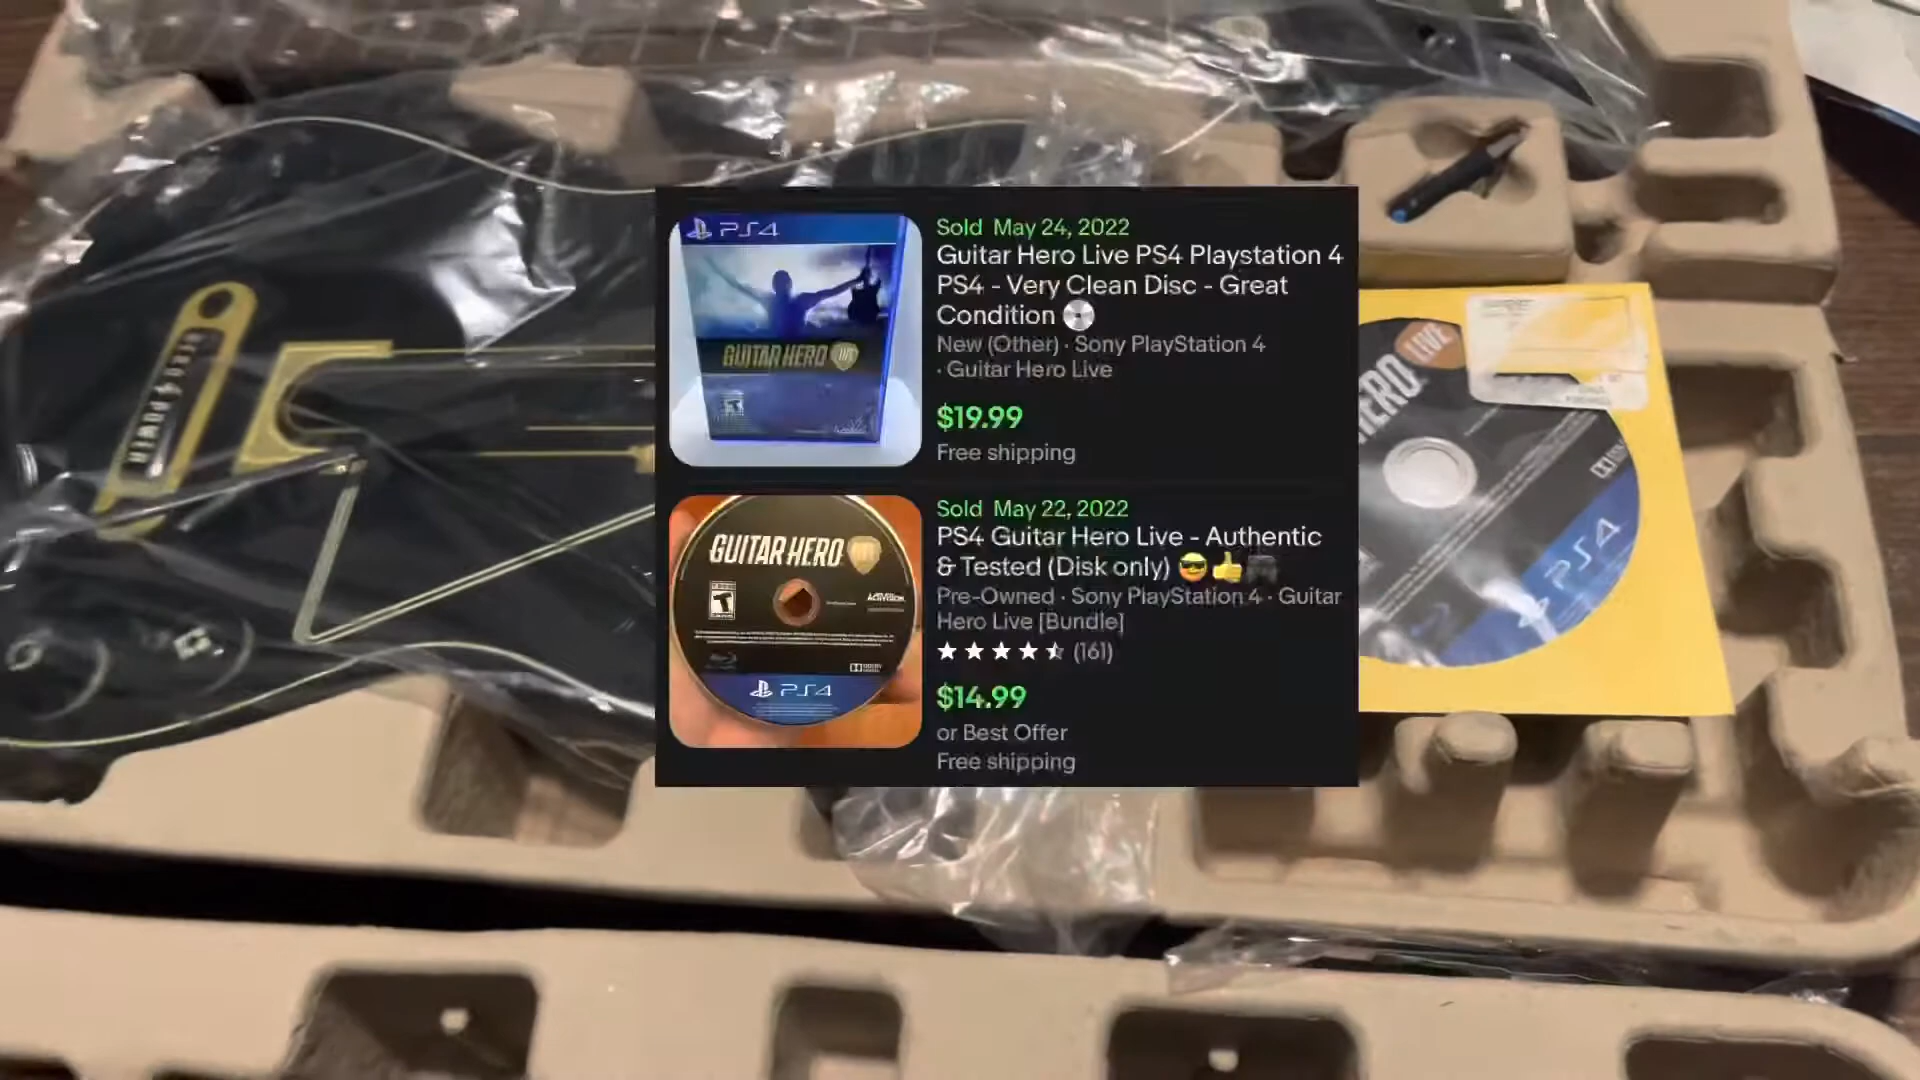 Sold May 24, 2022
Guitar Hero Live PS4 Playstation 4
PS4 - Very Clean Disc - Great
Condition
New (Other) · Sony PlayStation 4
· Guitar Hero Live
$19.99
Free shipping
PS4
GUITAR HERO
Sold May 22, 2022
PS4 Guitar Hero Live - Authentic
& Tested (Disk only) 😎👍🎮
Pre-Owned · Sony PlayStation 4 · Guitar
Hero Live [Bundle]
★★★★⯪ (161)
$14.99
or Best Offer
Free shipping
GUITAR HERO
T
ACTIVISION
PS4
HERO POWER
HERO
LIVE
PS4